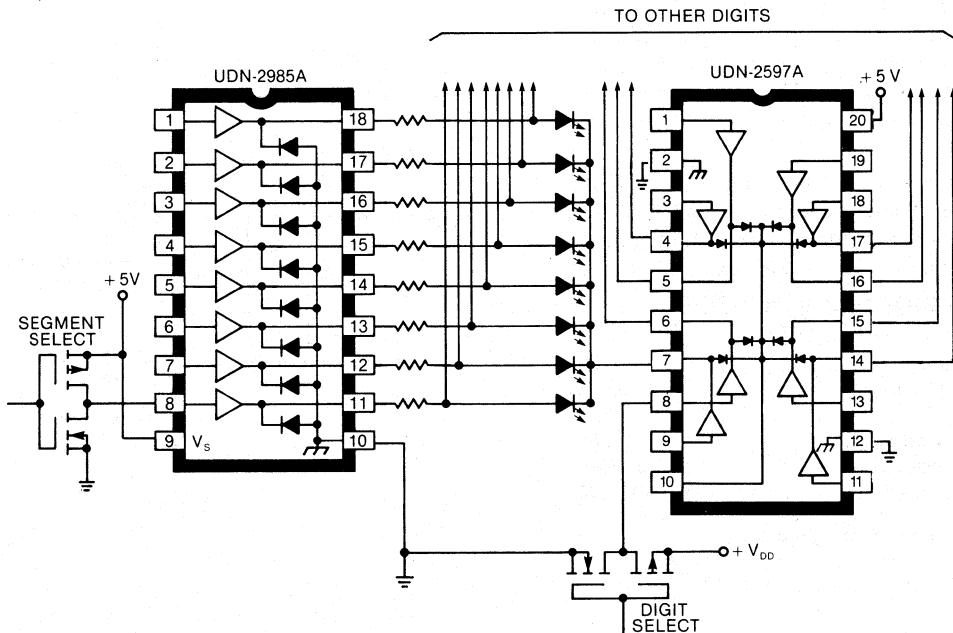 TO OTHER DIGITS
UDN-2985A
UDN-2597A
+ 5 V
1 18 1 20
2 17 2 19
3 16 3 18
4 15 4 17
5 14 5 16
6 13 6 15
7 12 7 14
8 11 8 13
9 VS 10 9 12
10 11
+ 5V
SEGMENT
SELECT
+ VDD
DIGIT
SELECT